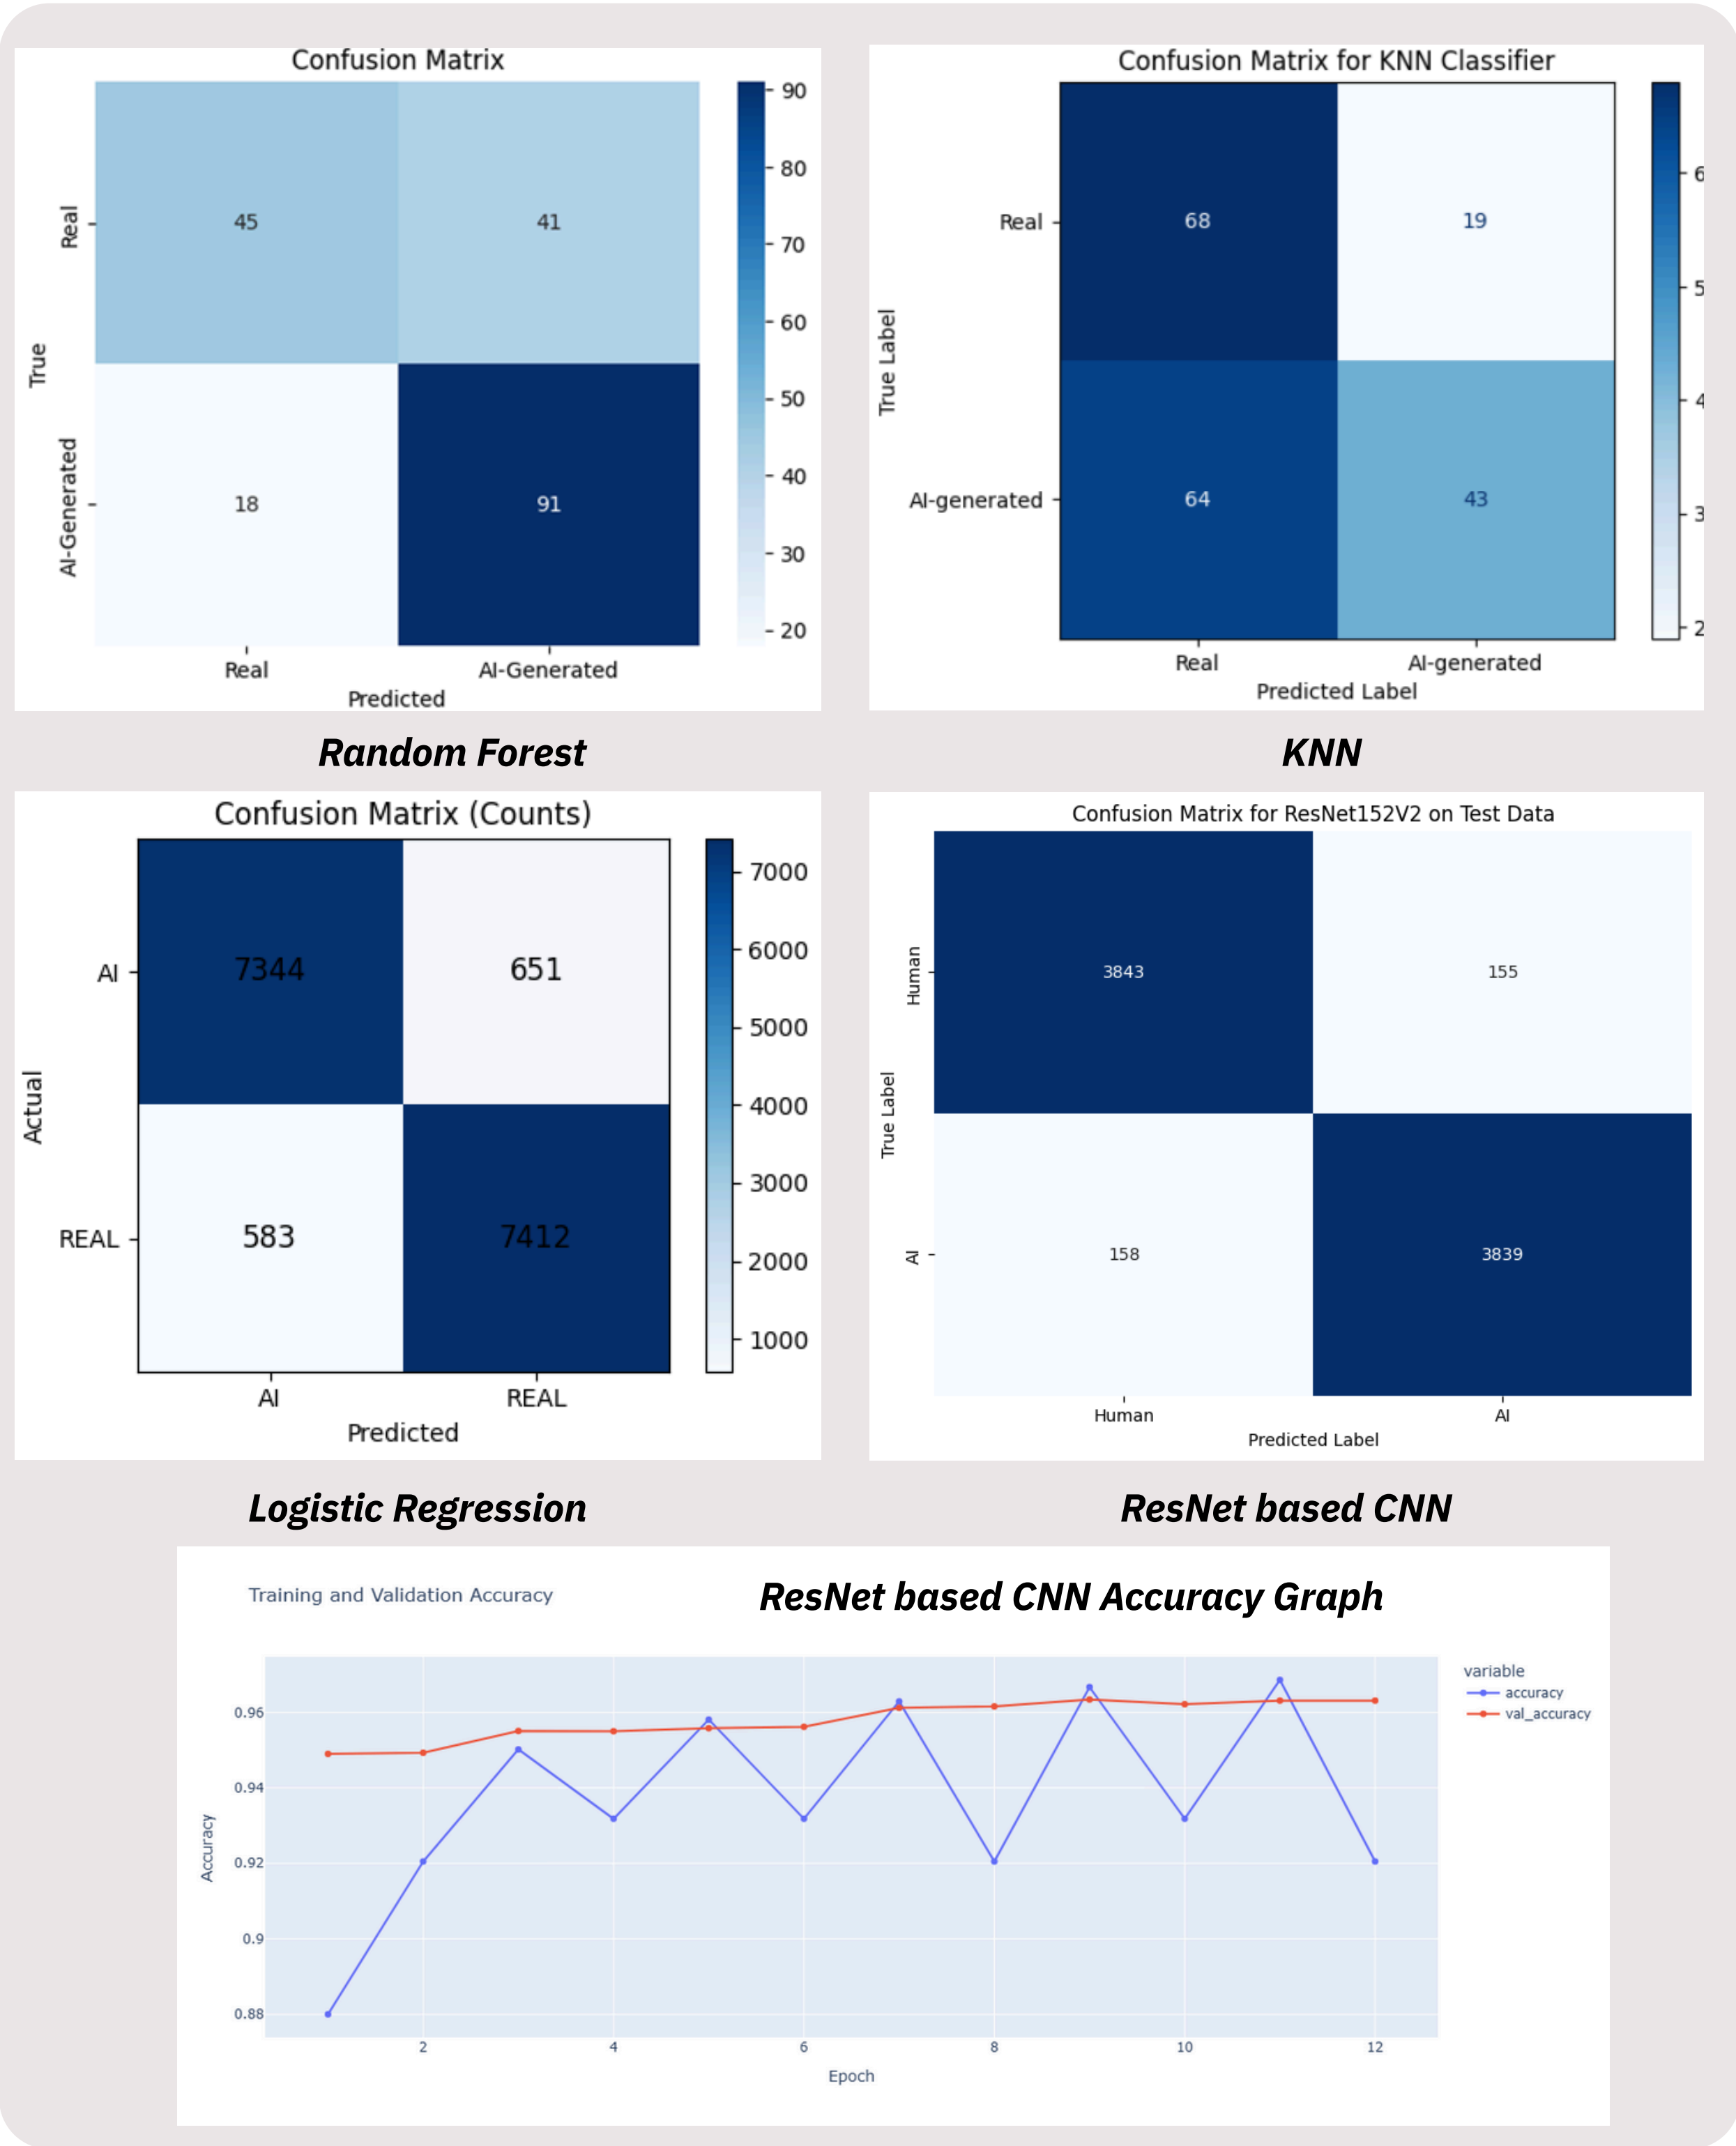 Confusion Matrix
90
80
70
60
50
40
30
20
True
Real
AI-Generated
45
41
18
91
Real
AI-Generated
Predicted
Random Forest
Confusion Matrix for KNN Classifier
True Label
Real
AI-generated
68
19
64
43
6
5
4
3
2
Real
AI-generated
Predicted Label
KNN
Confusion Matrix (Counts)
Actual
AI
REAL
7344
651
583
7412
7000
6000
5000
4000
3000
2000
1000
AI
REAL
Predicted
Logistic Regression
Confusion Matrix for ResNet152V2 on Test Data
True Label
Human
AI
3843
155
158
3839
Human
AI
Predicted Label
ResNet based CNN
Training and Validation Accuracy
ResNet based CNN Accuracy Graph
variable
accuracy
val_accuracy
Accuracy
0.96
0.94
0.92
0.9
0.88
2
4
6
8
10
12
Epoch